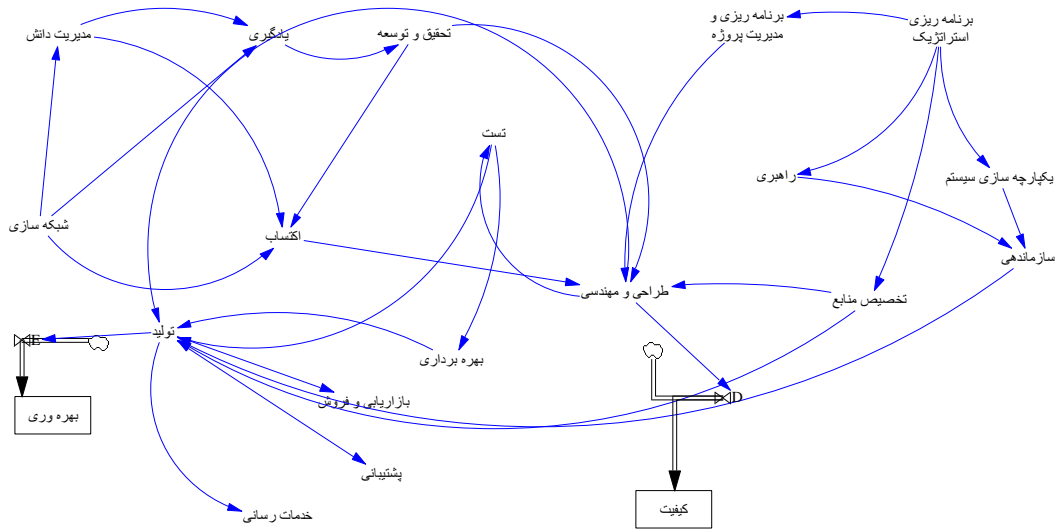 برنامه ریزی
استراتژیک
برنامه ریزی و
مدیریت پروژه
تحقیق و توسعه
یادگیری
مدیریت دانش
تست
راهبری
یکپارچه سازی سیستم
شبکه سازی
اکتساب
سازماندهی
طراحی و مهندسی
تخصیص منابع
تولید
E
بهره برداری
بازاریابی و فروش
D
بهره وری
پشتیبانی
کیفیت
خدمات رسانی